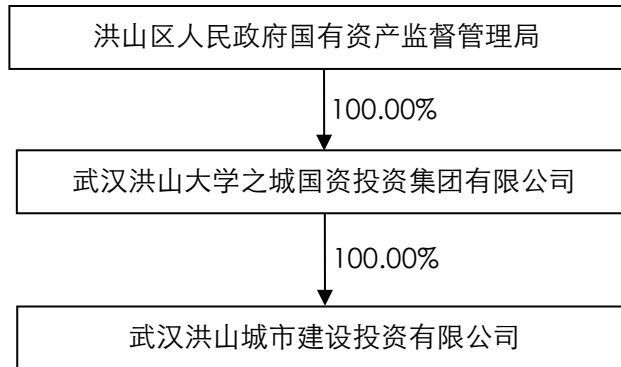 洪山区人民政府国有资产监督管理局
100.00%
武汉洪山大学之城国资投资集团有限公司
100.00%
武汉洪山城市建设投资有限公司